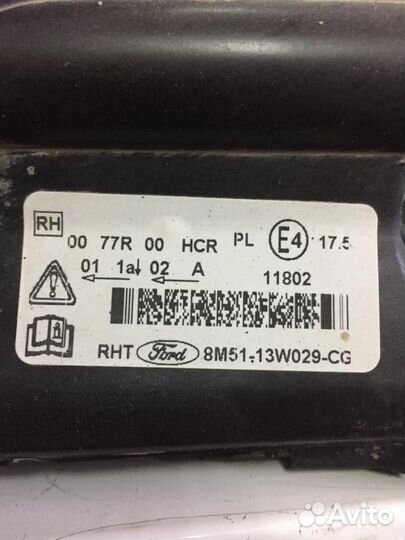 RH
00 77R 00 HCR PL E4 17.5
01 1a 02 A 11802
RHT Ford 8M51-13W029-CG
Avito